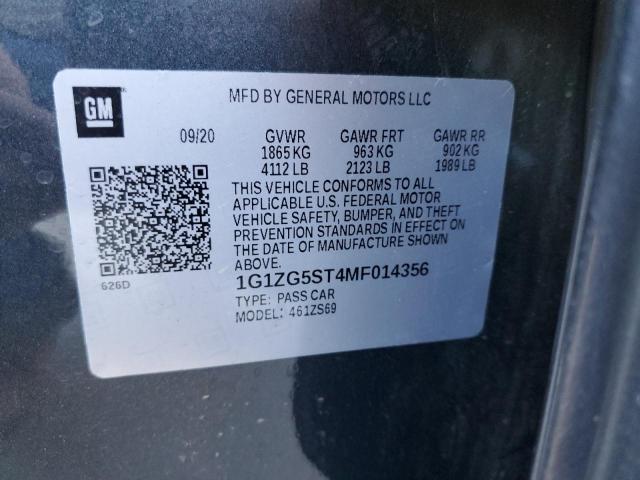 GM
MFD BY GENERAL MOTORS LLC
09/20 GVWR GAWR FRT GAWR RR
1865 KG 963 KG 902 KG
4112 LB 2123 LB 1989 LB
THIS VEHICLE CONFORMS TO ALL
APPLICABLE U.S. FEDERAL MOTOR
VEHICLE SAFETY, BUMPER, AND THEFT
PREVENTION STANDARDS IN EFFECT ON
THE DATE OF MANUFACTURE SHOWN
ABOVE.
626D
1G1ZG5ST4MF014356
TYPE: PASS CAR
MODEL: 461ZS69